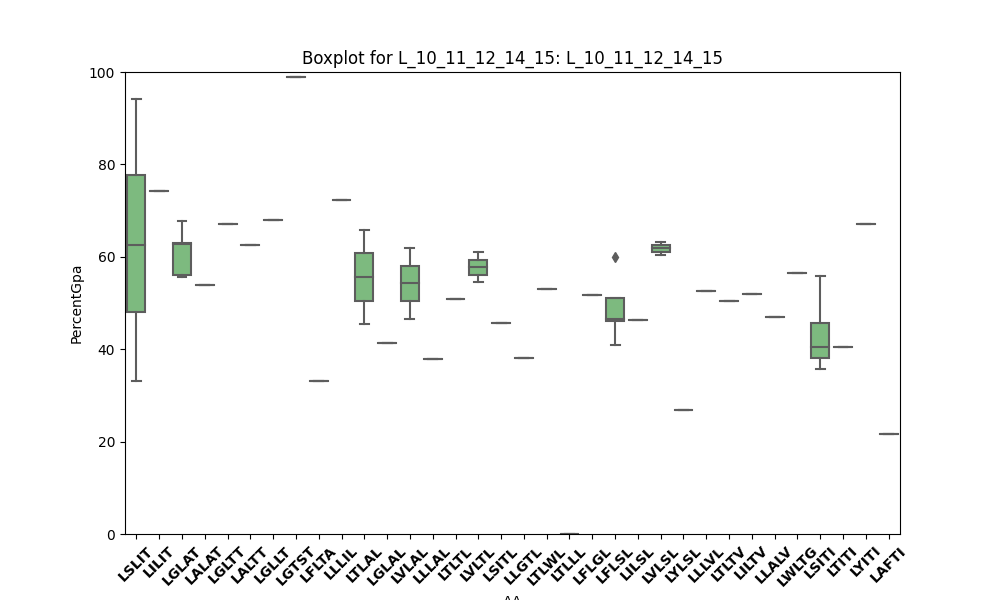 Boxplot for L_10_11_12_14_15: L_10_11_12_14_15
100
80
60
40
20
0
PercentGpa
LSLIT
LILIT
LGLAT
LALAT
LGLTT
LALTT
LGLLT
LGTST
LFLTA
LLLIL
LTLAL
LGLAL
LVLAL
LLLAL
LTLTL
LVLTL
LSITL
LLGTL
LTLWL
LTLLL
LFLGL
LFLSL
LILSL
LVLSL
LYLSL
LLLVL
LTLTV
LILTV
LLALV
LWLTG
LSITI
LTITI
LYITI
LAFTI
AA